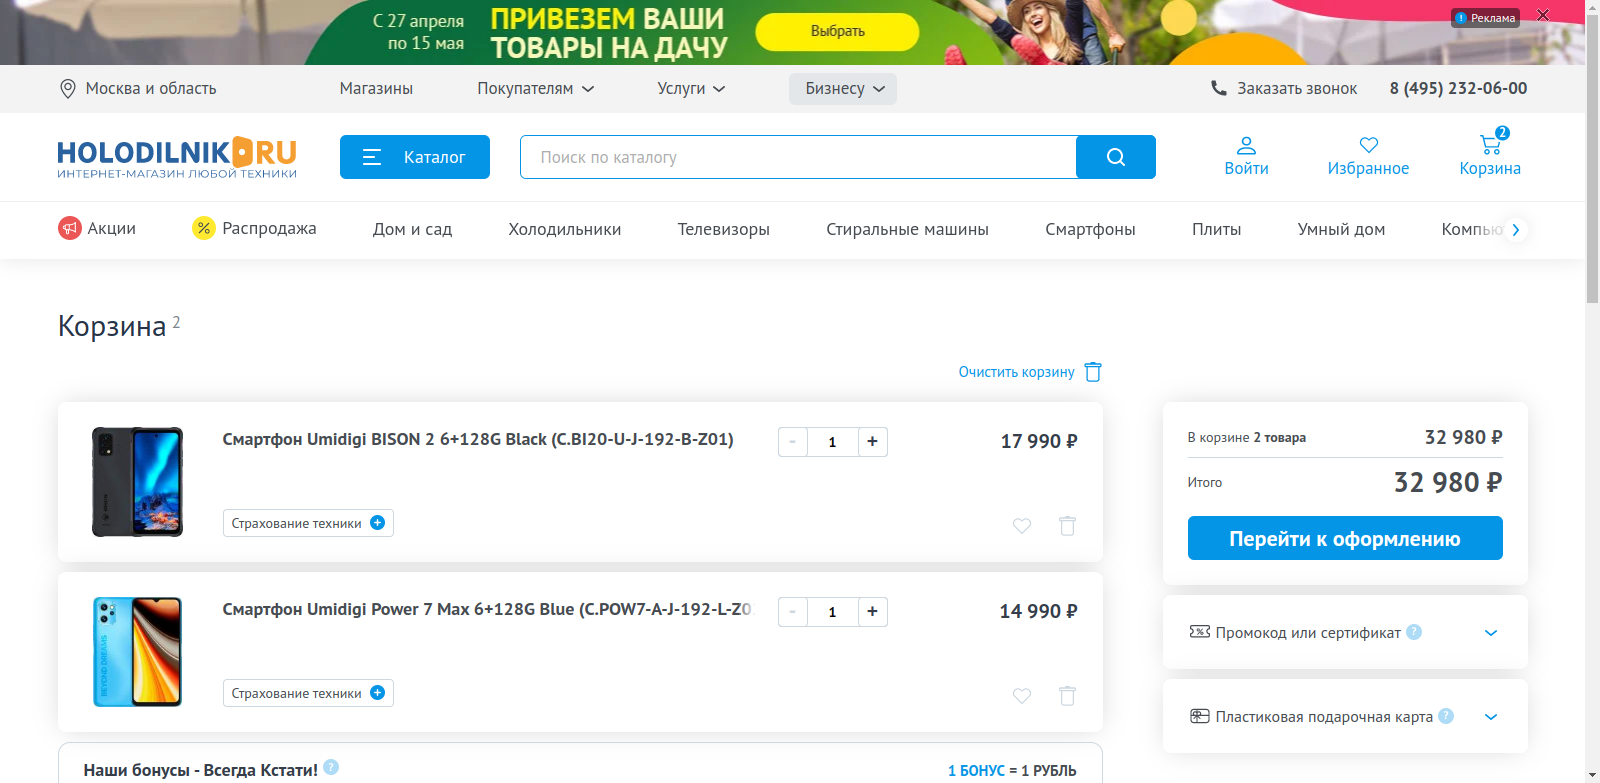 С 27 апреля
по 15 мая
ПРИВЕЗЕМ ВАШИ
ТОВАРЫ НА ДАЧУ
Выбрать
Реклама
Москва и область
Магазины
Покупателям
Услуги
Бизнесу
Заказать звонок
8 (495) 232-06-00
HOLODILNIK RU
ИНТЕРНЕТ-МАГАЗИН ЛЮБОЙ ТЕХНИКИ
Каталог
Поиск по каталогу
Войти
Избранное
2
Корзина
Акции
% Распродажа
Дом и сад
Холодильники
Телевизоры
Стиральные машины
Смартфоны
Плиты
Умный дом
Компью
Корзина 2
Очистить корзину
Смартфон Umidigi BISON 2 6+128G Black (C.BI20-U-J-192-B-Z01)
- 1 +
17 990 ₽
Страхование техники +
Смартфон Umidigi Power 7 Max 6+128G Blue (C.POW7-A-J-192-L-Z0
BEYOND DREAMS
- 1 +
14 990 ₽
Страхование техники +
Наши бонусы - Всегда Кстати! ?
1 БОНУС = 1 РУБЛЬ
В корзине 2 товара
32 980 ₽
Итого
32 980 ₽
Перейти к оформлению
Промокод или сертификат ?
Пластиковая подарочная карта ?